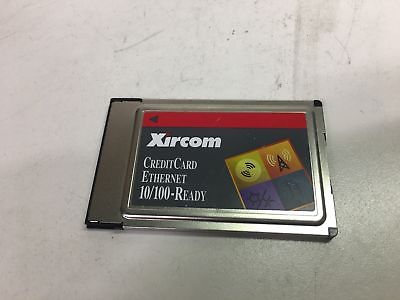 Xircom
CREDITCARD
ETHERNET
10/100-READY